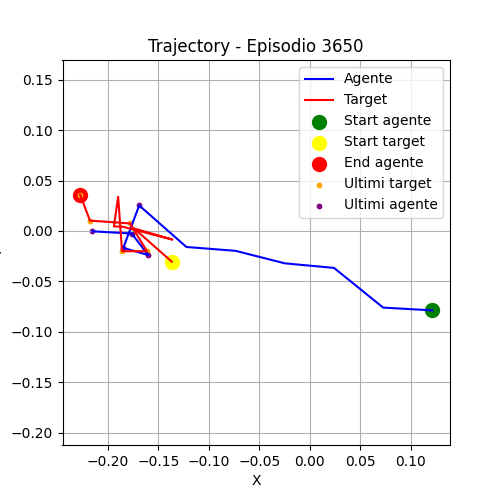 Trajectory - Episodio 3650
Agente
Target
Start agente
Start target
End agente
Ultimi target
Ultimi agente
0.15
0.10
0.05
0.00
−0.05
−0.10
−0.15
−0.20
−0.20 −0.15 −0.10 −0.05 0.00 0.05 0.10
X